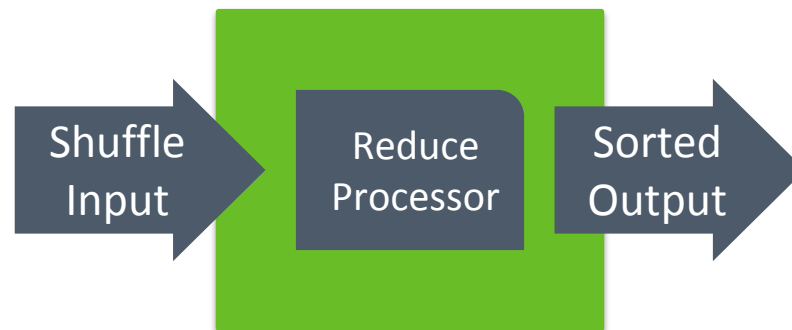 Shuffle
Input
Reduce
Processor
Sorted
Output